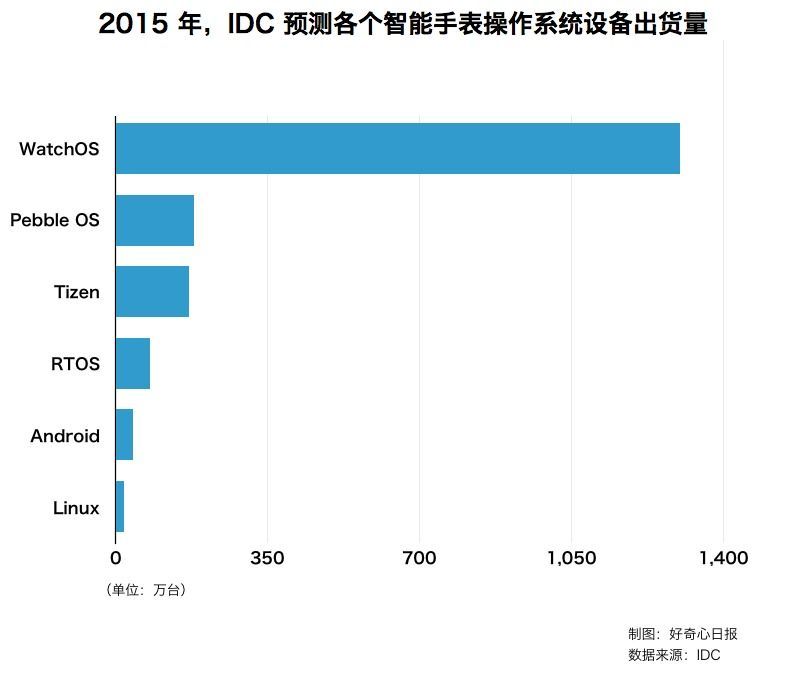 2015 年，IDC 预测各个智能手表操作系统设备出货量
WatchOS
Pebble OS
Tizen
RTOS
Android
Linux
0 350 700 1,050 1,400
（单位：万台）
制图：好奇心日报
数据来源：IDC